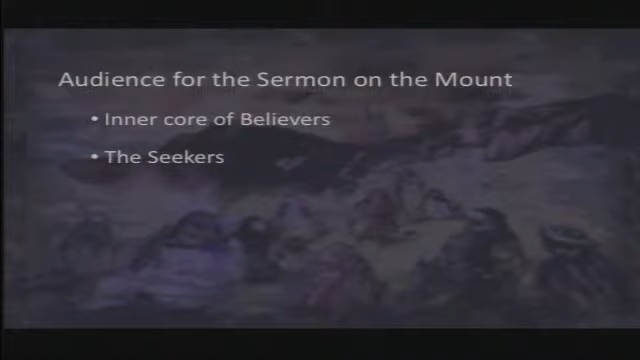 Audience for the Sermon on the Mount
• Inner core of Believers
• The Seekers